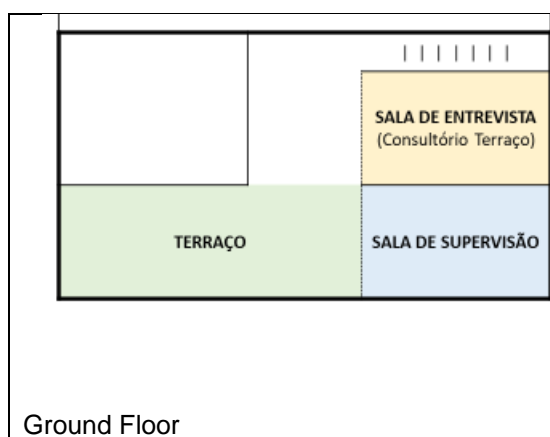 SALA DE ENTREVISTA
(Consultório Terraço)
TERRAÇO
SALA DE SUPERVISÃO
Ground Floor